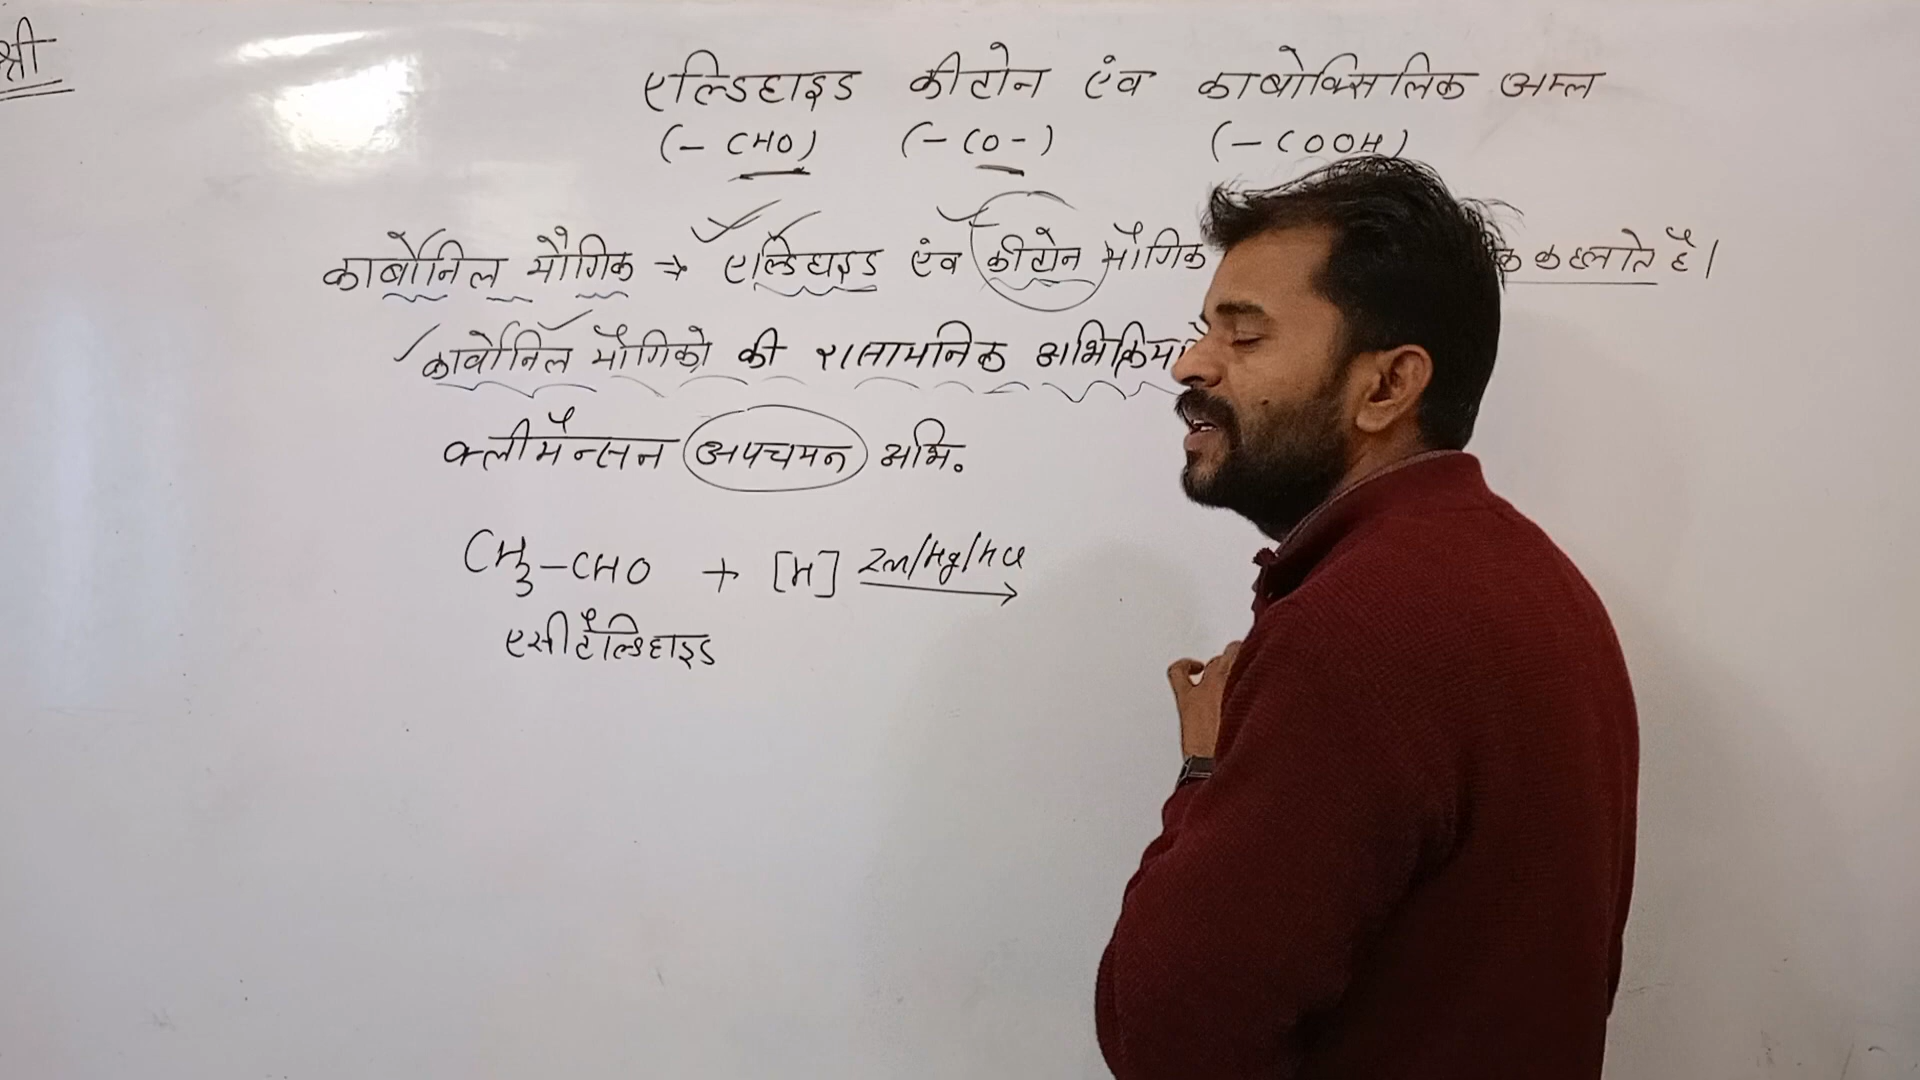 श्री
एल्डिहाइड कीटोन एंव कार्बोक्सिलिक अम्ल
(- CHO) (- CO -) (- COOH)
कार्बोनिल यौगिक → एल्डिहाइड एंव कीटोन यौगिक कहलाते है।
कार्बोनिल यौगिको की रासायनिक
क्लीमैन्सन अपचयन अभि.
CH₃-CHO + [H] Zn/Hg/HCl →
एसीटैल्डिहाइड